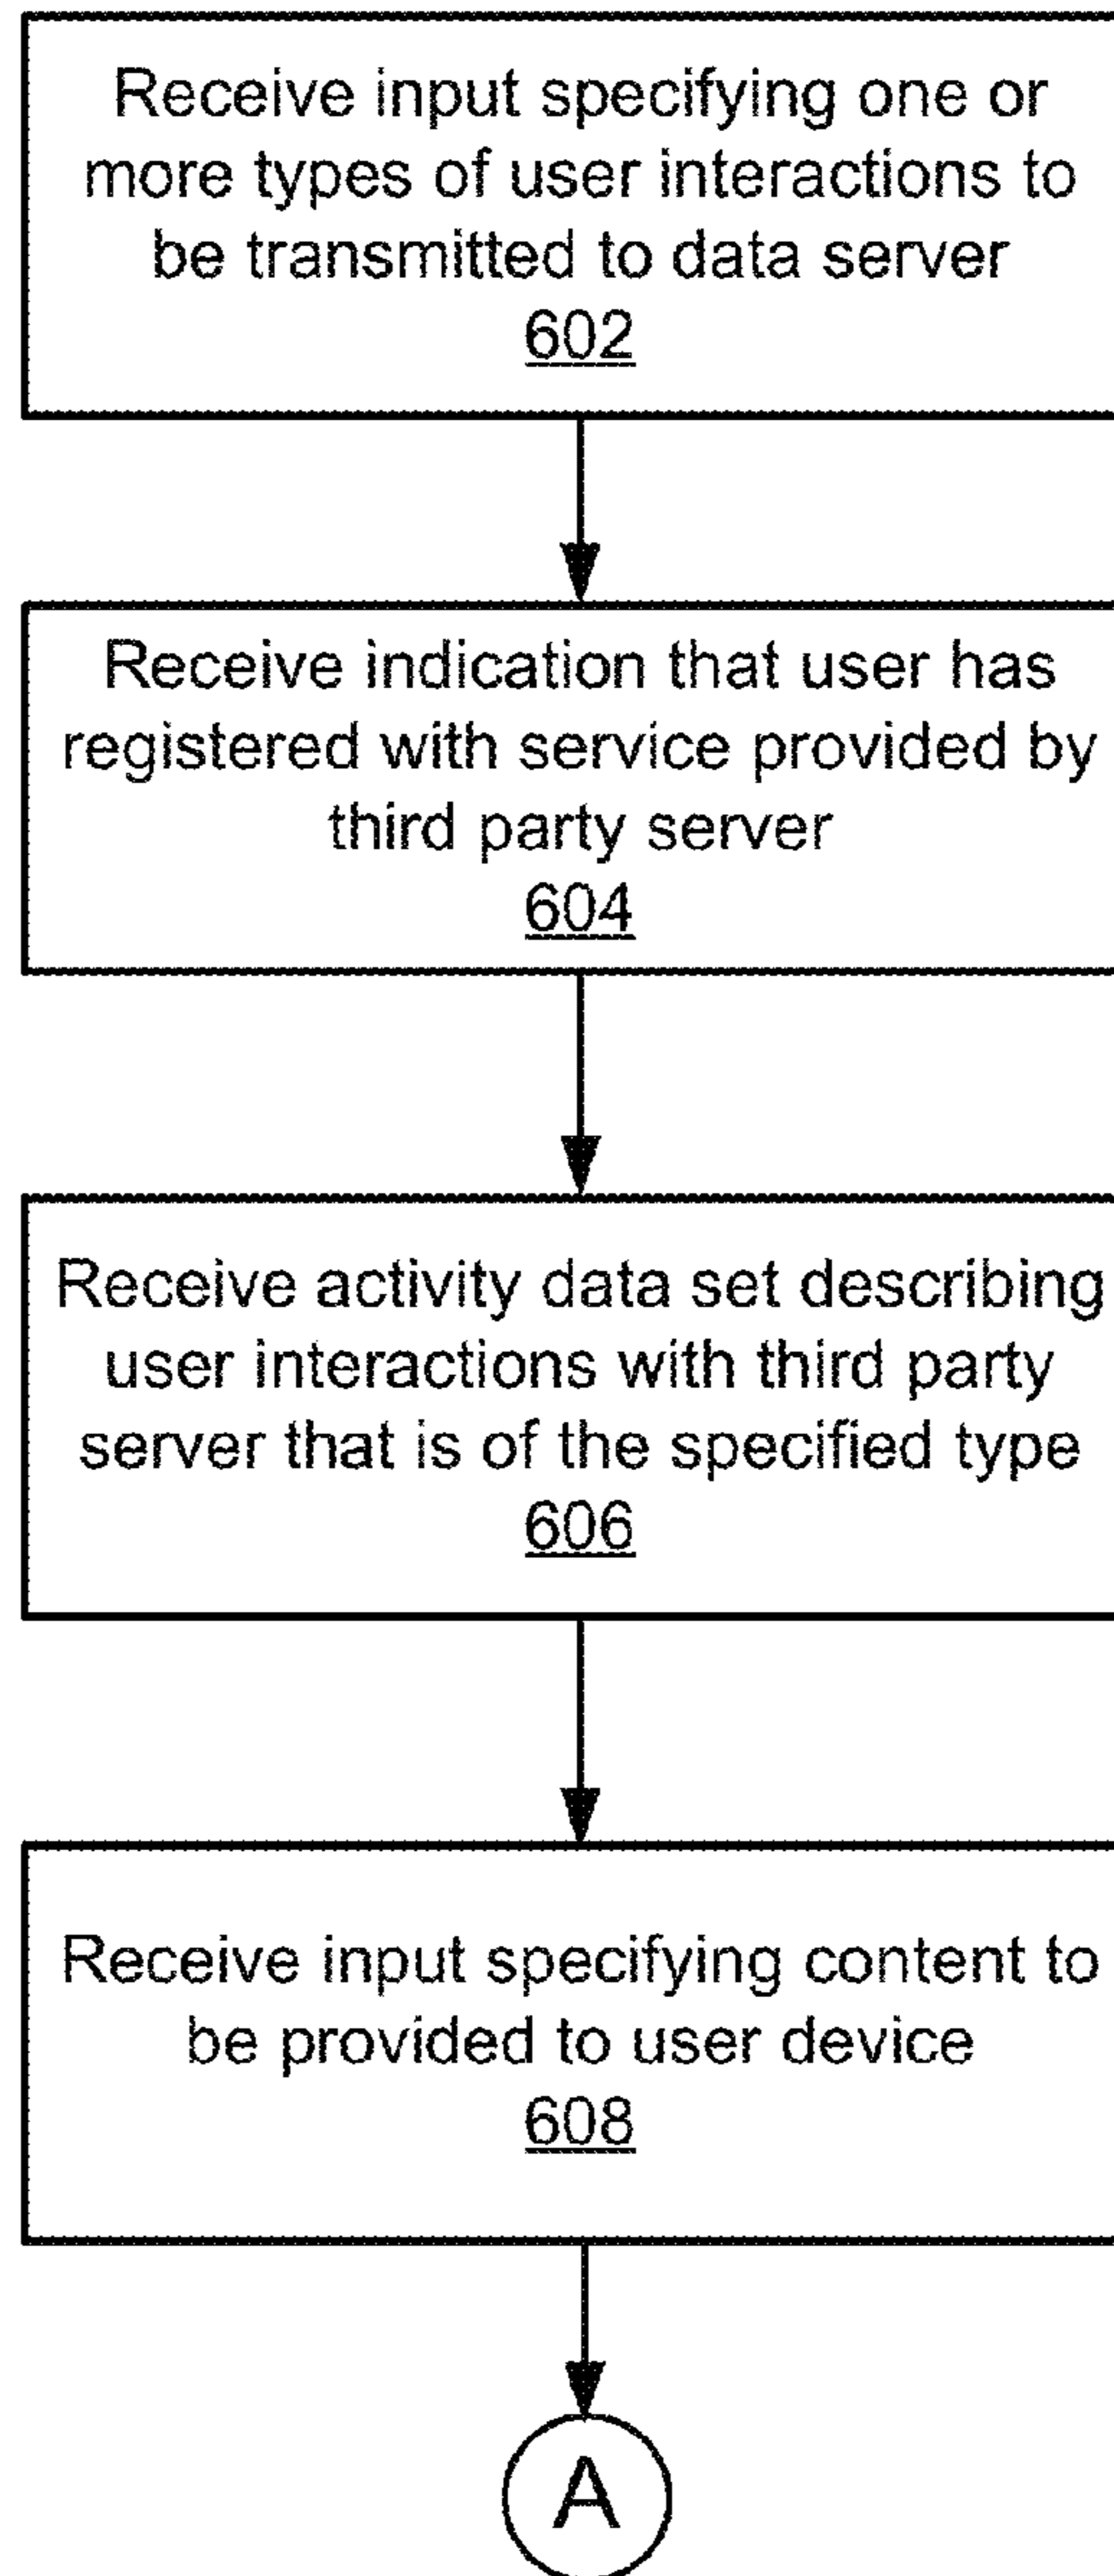 Receive input specifying one or
more types of user interactions to
be transmitted to data server
602
Receive indication that user has
registered with service provided by
third party server
604
Receive activity data set describing
user interactions with third party
server that is of the specified type
606
Receive input specifying content to
be provided to user device
608
A